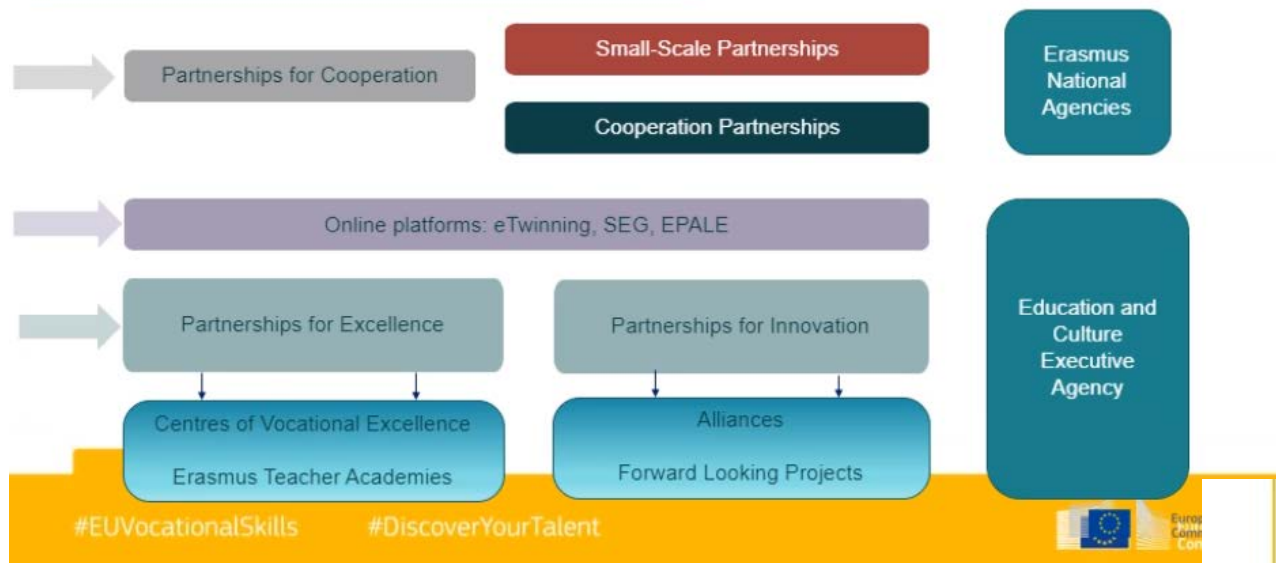 Partnerships for Cooperation
Small-Scale Partnerships
Cooperation Partnerships
Erasmus
National
Agencies
Online platforms: eTwinning, SEG, EPALE
Partnerships for Excellence
Partnerships for Innovation
Education and
Culture
Executive
Agency
Centres of Vocational Excellence
Erasmus Teacher Academies
Alliances
Forward Looking Projects
#EUVocationalSkills
#DiscoverYourTalent